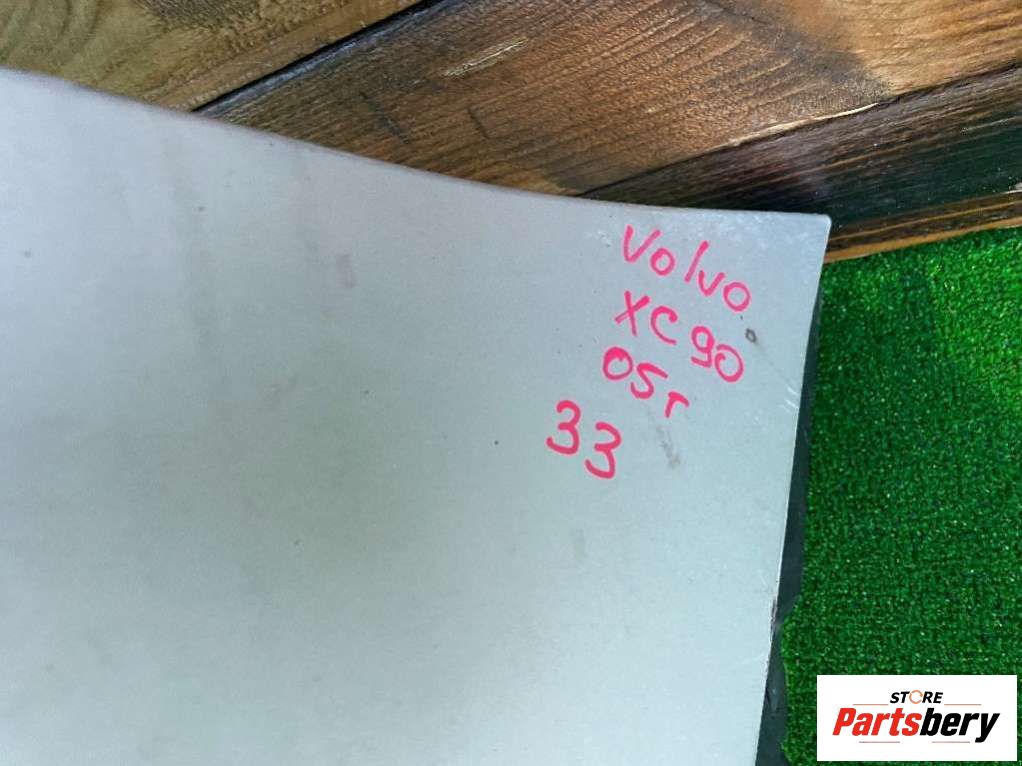 Volvo
XC90
05г
33
STORE
Partsbery